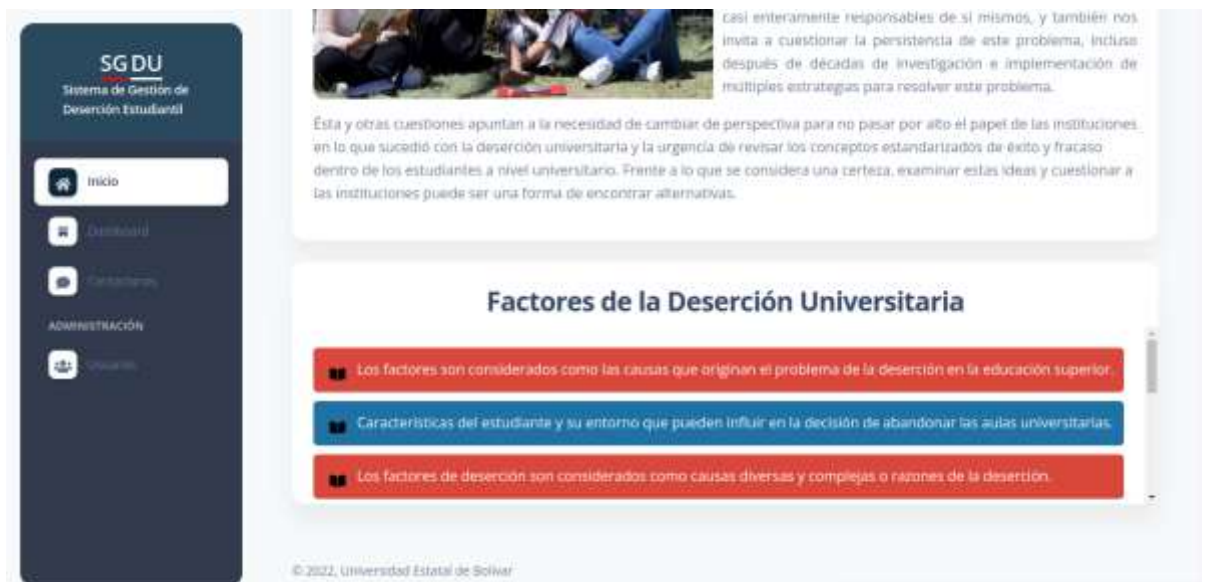 SGDU
Sistema de Gestión de
Deserción Estudiantil
Inicio
Dashboard
ADMINISTRACIÓN
Usuarios
casi enteramente responsables de sí mismos, y también nos
invita a cuestionar la persistencia de este problema, incluso
después de décadas de investigación e implementación de
múltiples estrategias para resolver este problema.
Esta y otras cuestiones apuntan a la necesidad de cambiar de perspectiva para no pasar por alto el papel de las instituciones
en lo que sucedió con la deserción universitaria y la urgencia de revisar los conceptos estandarizados de éxito y fracaso
dentro de los estudiantes a nivel universitario. Frente a lo que se considera una certeza, examinar estas ideas y cuestionar a
las instituciones puede ser una forma de encontrar alternativas.
Factores de la Deserción Universitaria
Los factores son considerados como las causas que originan el problema de la deserción en la educación superior.
Características del estudiante y su entorno que pueden influir en la decisión de abandonar las aulas universitarias.
Los factores de deserción son considerados como causas diversas y complejas o razones de la deserción.
© 2022, Universidad Estatal de Bolivar